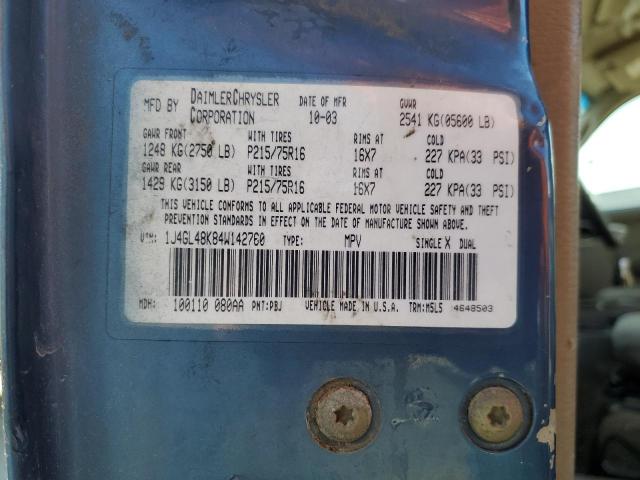 MFD BY DAIMLERCHRYSLER CORPORATION DATE OF MFR 10-03 GVWR 2541 KG(05600 LB)
GAWR FRONT WITH TIRES RIMS AT COLD
1248 KG(2750 LB) P215/75R16 16X7 227 KPA(33 PSI)
GAWR REAR WITH TIRES RIMS AT COLD
1429 KG(3150 LB) P215/75R16 16X7 227 KPA(33 PSI)
THIS VEHICLE CONFORMS TO ALL APPLICABLE FEDERAL MOTOR VEHICLE SAFETY AND THEFT
PREVENTION STANDARDS IN EFFECT ON THE DATE OF MANUFACTURE SHOWN ABOVE.
VIN: 1J4GL48K84W142760 TYPE: MPV SINGLE X DUAL
MDH: 100110 080AA PNT:PBJ VEHICLE MADE IN U.S.A. TRM:MSL5 4648503